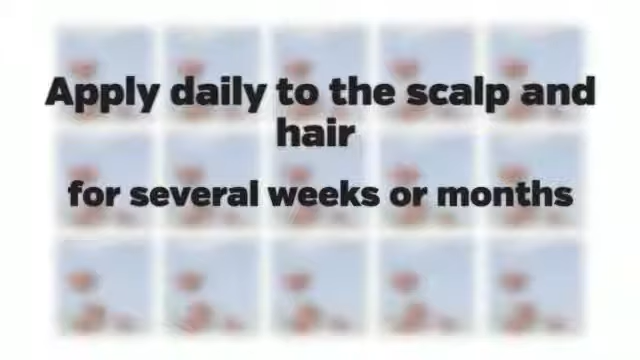 Apply daily to the scalp and
hair
for several weeks or months